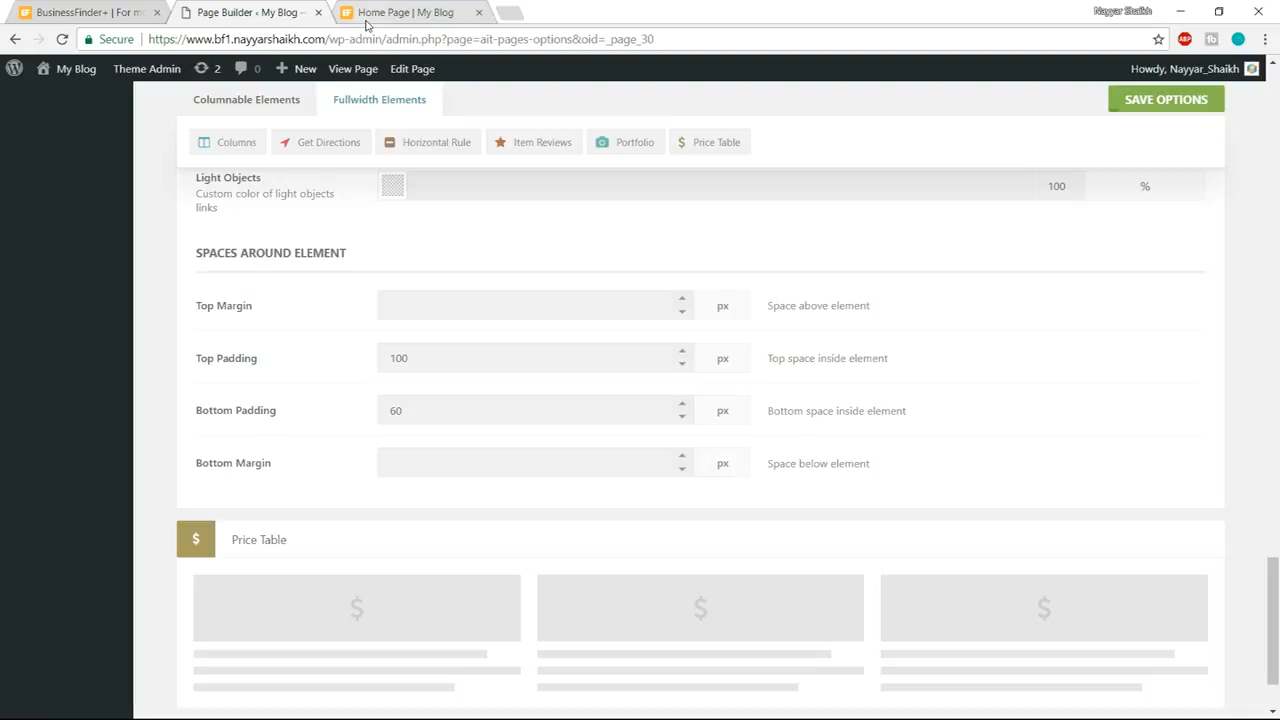 BusinessFinder+ | For m
Page Builder ‹ My Blog –
Home Page | My Blog
Nayyar Shaikh
Secure
https://www.bf1.nayyarshaikh.com/wp-admin/admin.php?page=ait-pages-options&oid=_page_30
My Blog
Theme Admin
2
0
New
View Page
Edit Page
Howdy, Nayyar_Shaikh
Columnable Elements
Fullwidth Elements
SAVE OPTIONS
Columns
Get Directions
Horizontal Rule
Item Reviews
Portfolio
$ Price Table
Light Objects
Custom color of light objects
links
100
%
SPACES AROUND ELEMENT
Top Margin
px
Space above element
Top Padding
100
px
Top space inside element
Bottom Padding
60
px
Bottom space inside element
Bottom Margin
px
Space below element
$ Price Table
$
$
$